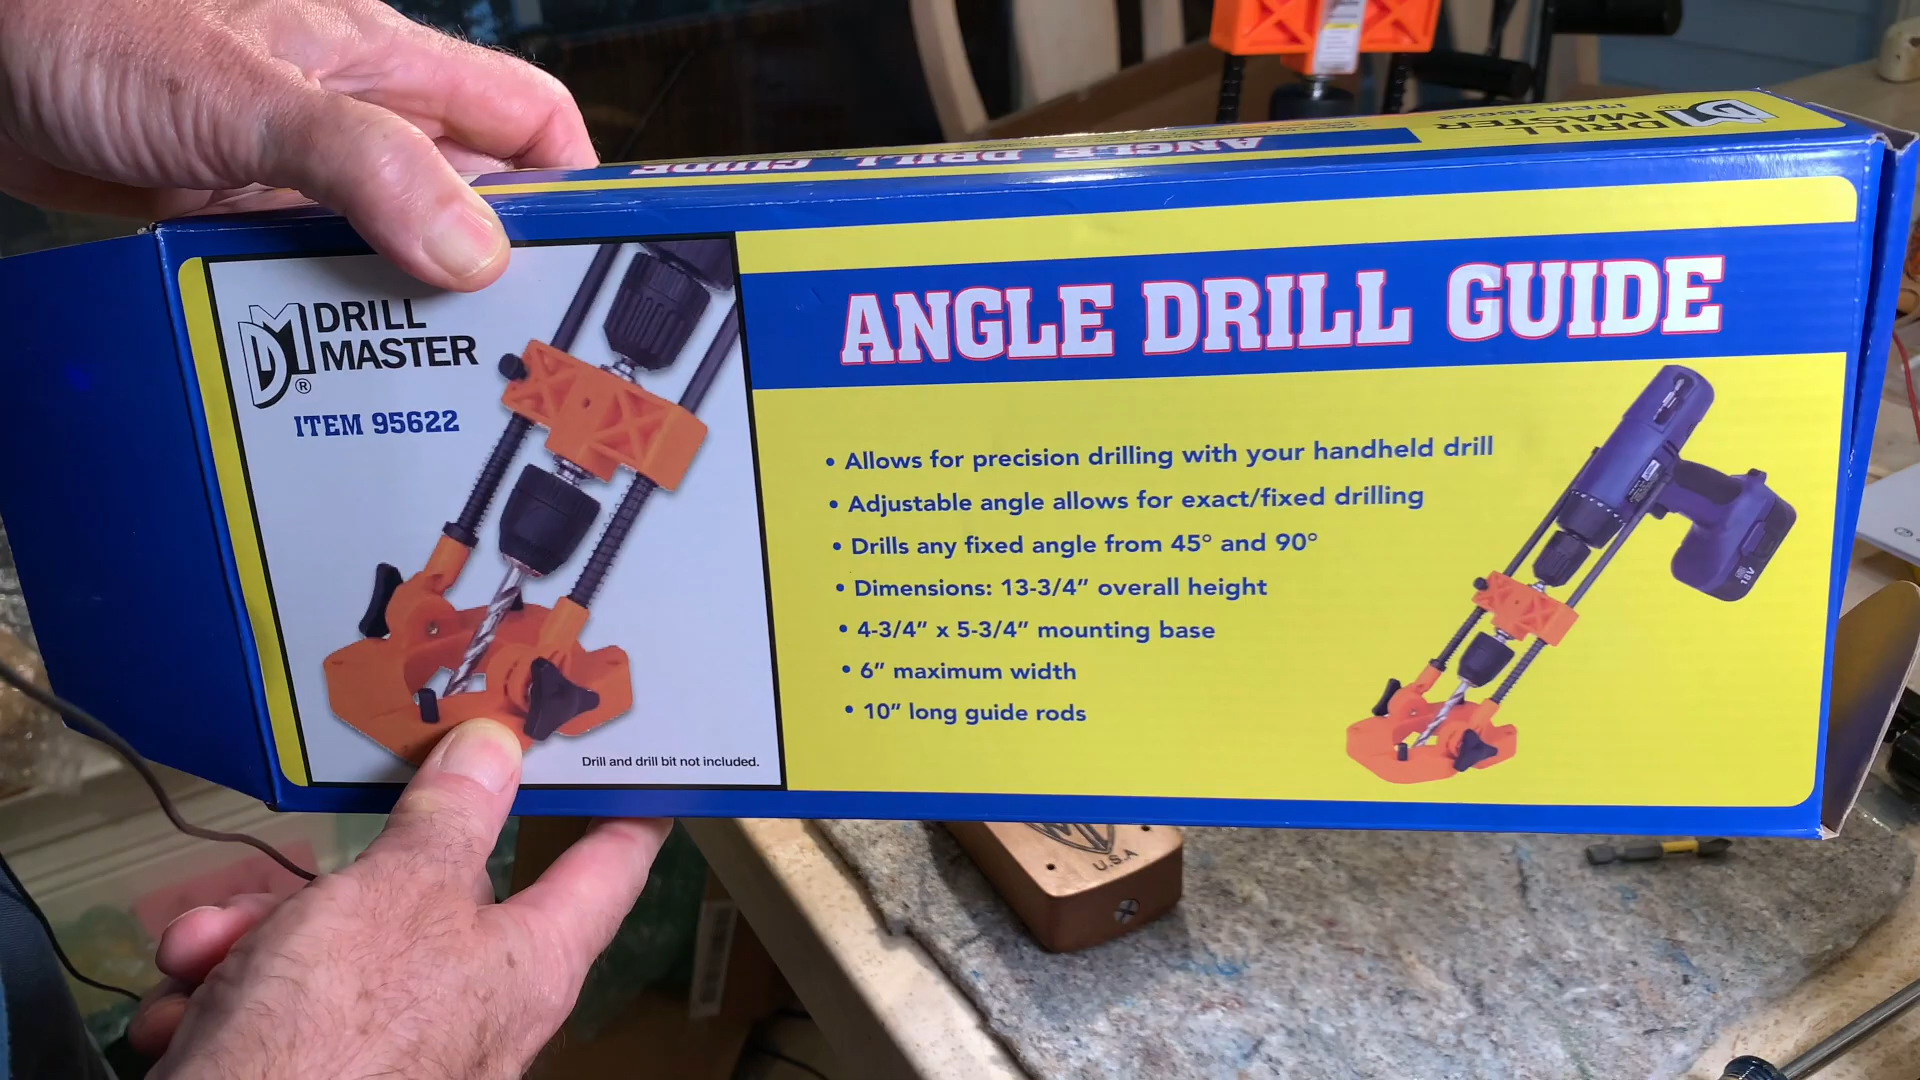 DRILL
MASTER
ITEM 95622
ANGLE DRILL GUIDE
DM DRILL
MASTER
®
ITEM 95622
ANGLE DRILL GUIDE
• Allows for precision drilling with your handheld drill
• Adjustable angle allows for exact/fixed drilling
• Drills any fixed angle from 45° and 90°
• Dimensions: 13-3/4" overall height
• 4-3/4" x 5-3/4" mounting base
• 6" maximum width
• 10" long guide rods
18V
Drill and drill bit not included.
U.S.A